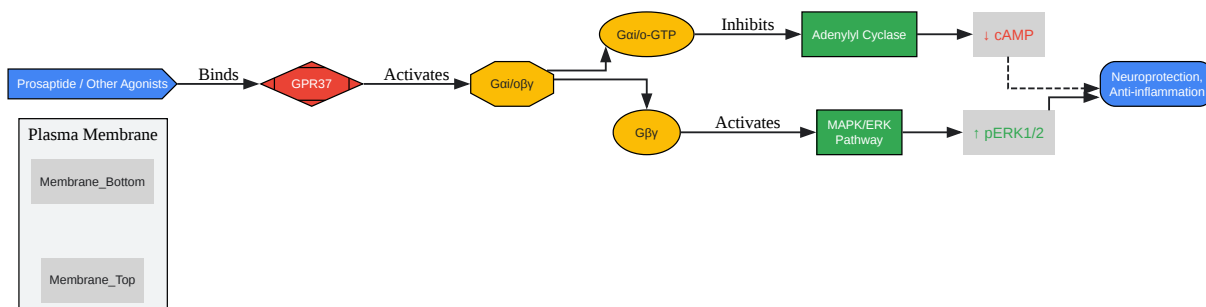 Prosaptide / Other Agonists
Binds
GPR37
Activates
Gαi/oβγ
Gαi/o-GTP
Inhibits
Adenylyl Cyclase
↓ cAMP
Gβγ
Activates
MAPK/ERK
Pathway
↑ pERK1/2
Neuroprotection,
Anti-inflammation
Plasma Membrane
Membrane_Bottom
Membrane_Top